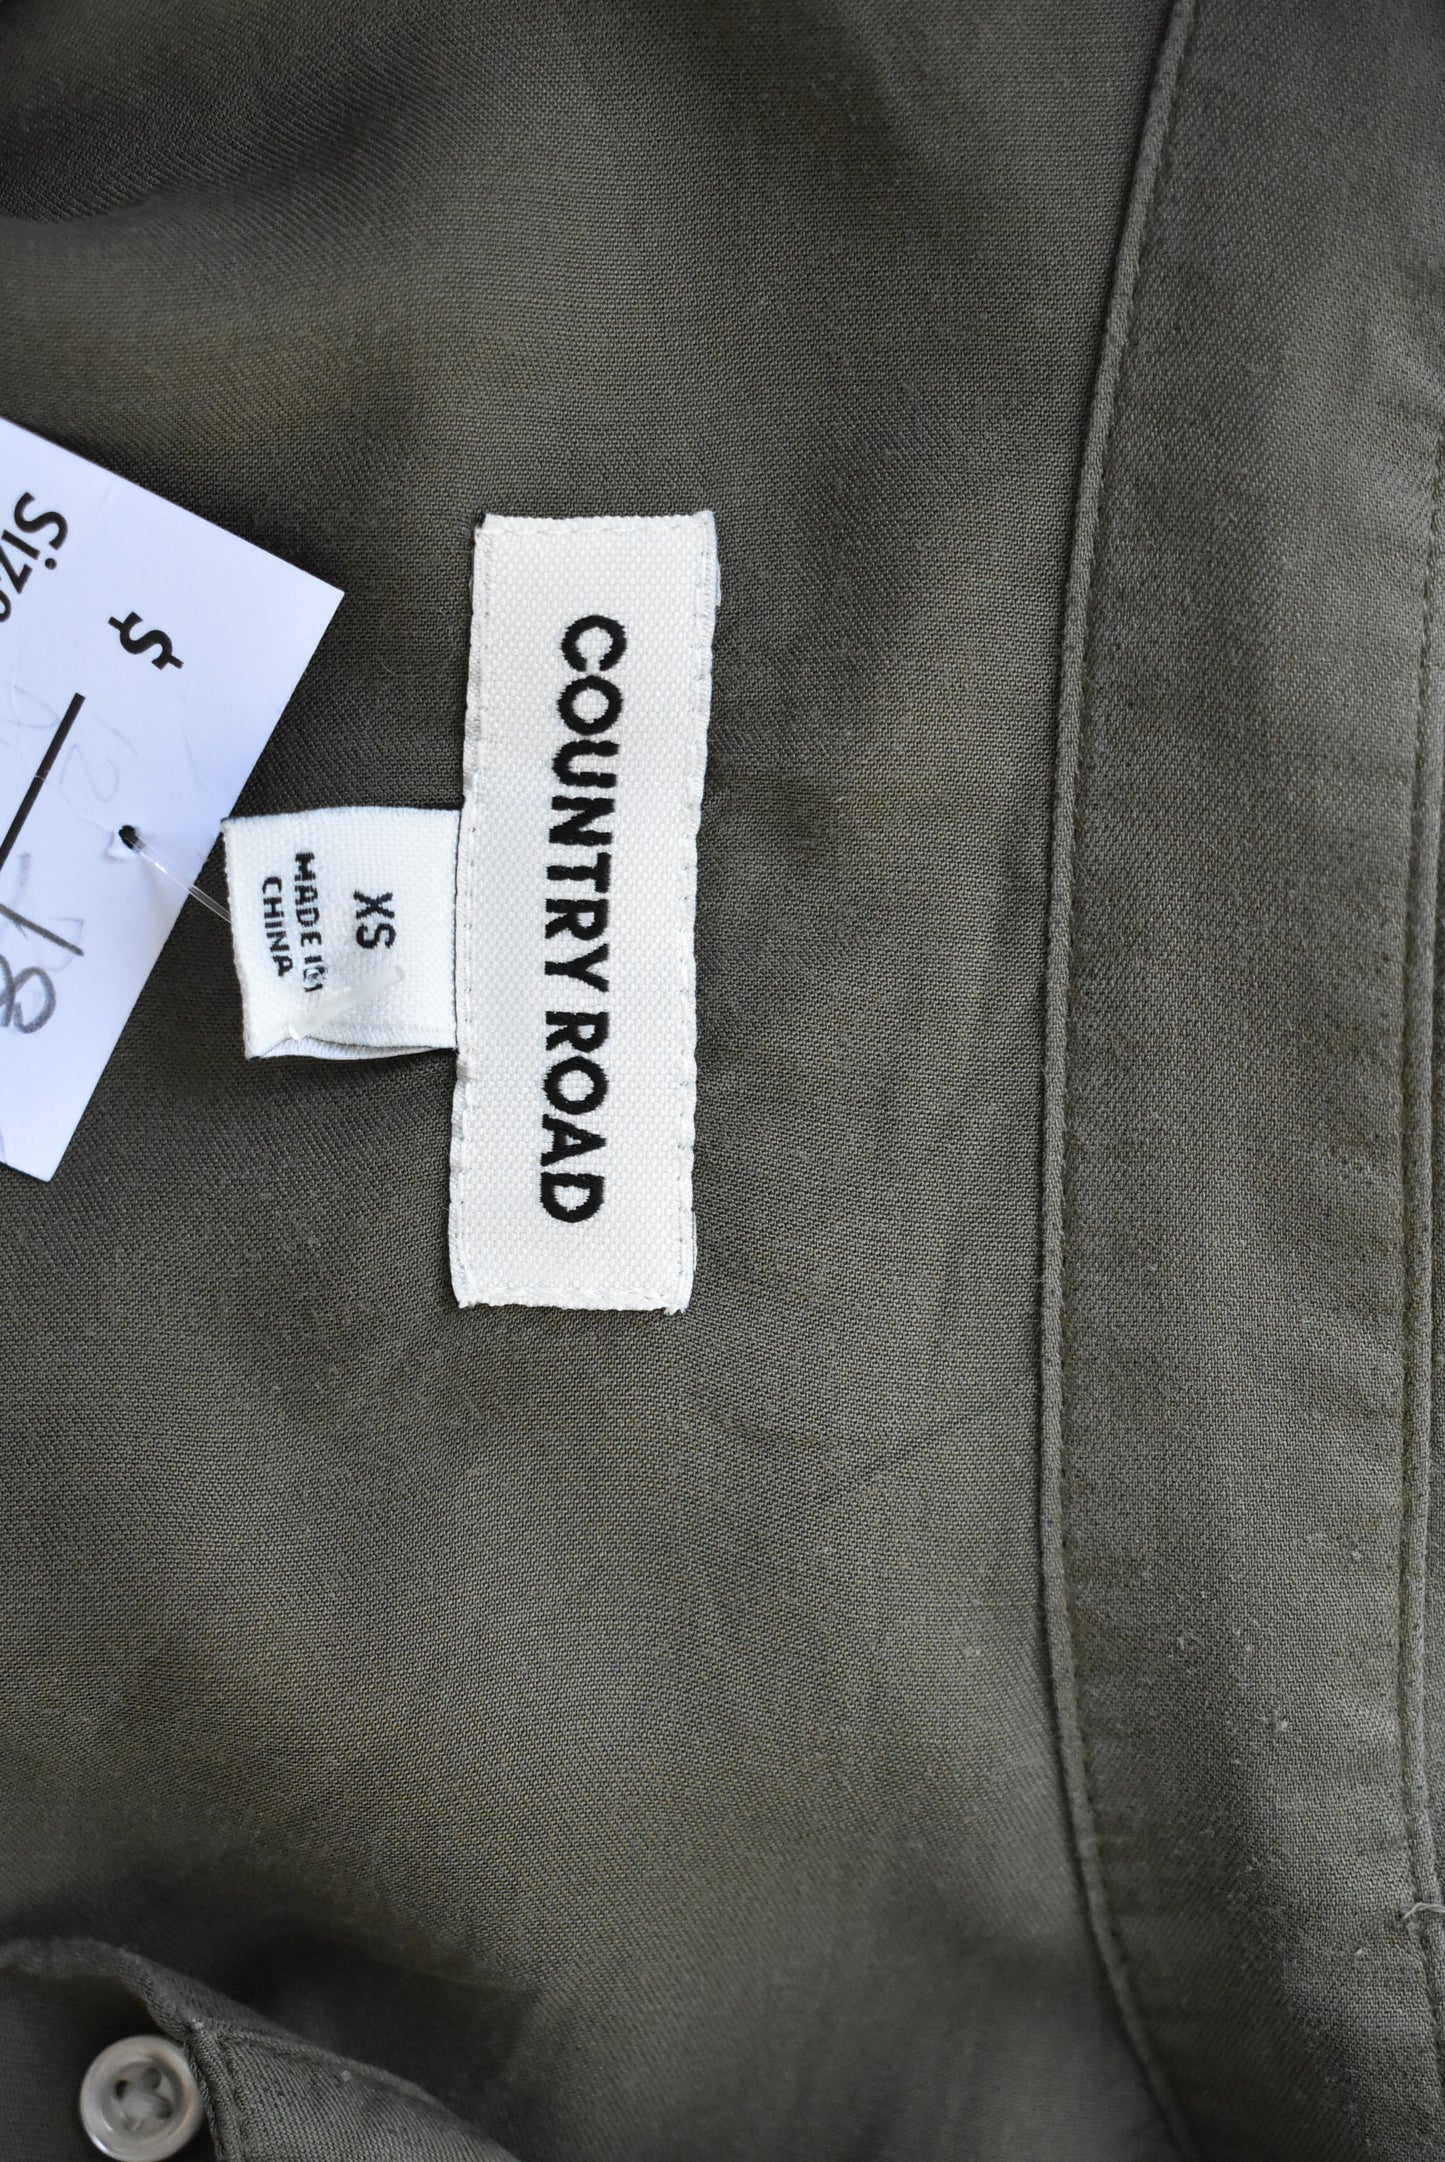 COUNTRY ROAD
XS
MADE IN
CHINA
Size
$